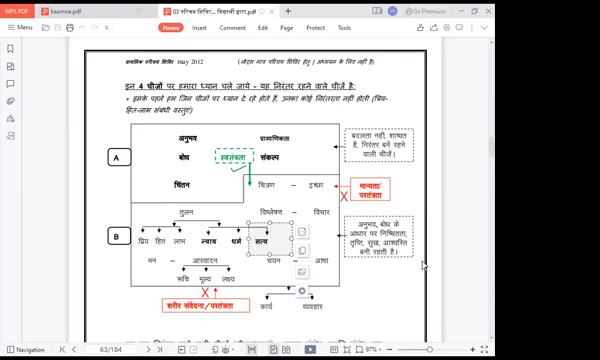 WPS PDF
kaamna.pdf
03 परिचय शिविर... विद्यार्थी द्वारा.pdf
Go Premium
Menu
Home
Edit
Comment
Page
Insert
Protect
Tools
प्राथमिक परिचय शिविर may 2012
(नोट्स मात्र परिचय शिविर हेतु। अध्ययन के लिए नहीं है)
इन 4 चीजों पर हमारा ध्यान चले जाये - यह निरंतर रहने वाली चीजें है:
• इसके पहले हम जिन चीजों पर ध्यान दे रहे होते हैं, उनका कोई निरंतरता नहीं होती (प्रिय-
हित-लाभ संबंधी वस्तुएं)
अनुभव
प्रामाणिकता
A
बोध
स्वतंत्रता
संकल्प
बदलता नहीं, शाश्वत
है, निरंतर बनें रहने
वाली चीजें।
चिंतन
चित्रण – इच्छा
मान्यता/
परतंत्रता
तुलन
विश्लेषण – विचार
B
प्रिय हित लाभ न्याय धर्म सत्य
अनुभव, बोध के
आधार पर निश्चितता,
तृप्ति, सुख, आश्वस्ति
बनी रहता है।
मन – आस्वादन
चयन – आशा
रुचि मूल्य लक्ष्य
शरीर संवेदना/परतंत्रता
कार्य व्यवहार
Navigation
63/184
97%